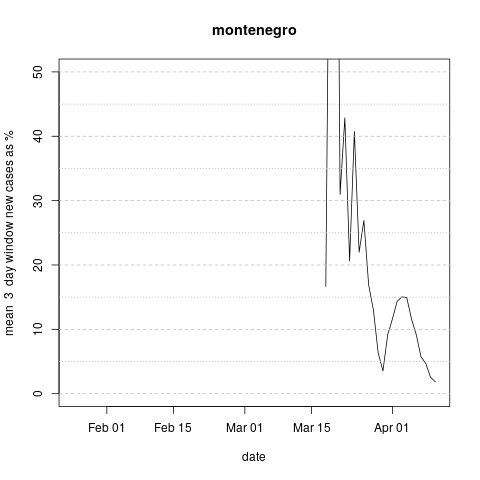 montenegro
mean  3  day window new cases as %
50
40
30
20
10
0
Feb 01
Feb 15
Mar 01
Mar 15
Apr 01
date